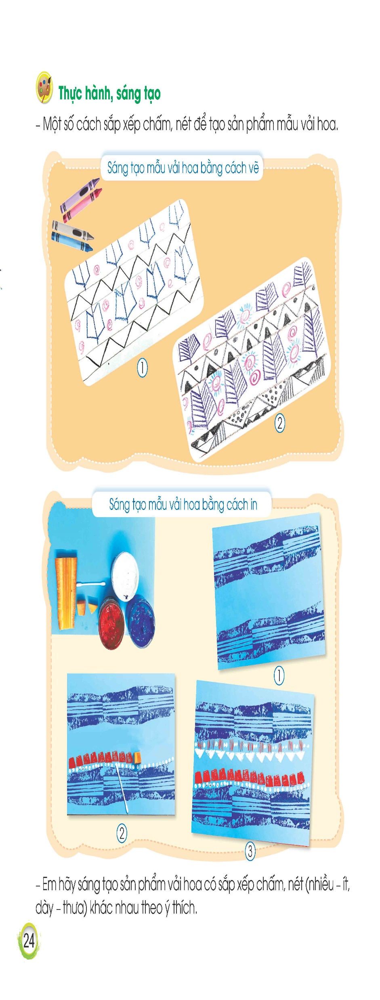 Thực hành, sáng tạo
– Một số cách sắp xếp chấm, nét để tạo sản phẩm mẫu vải hoa.
Sáng tạo mẫu vải hoa bằng cách vẽ
1
2
Sáng tạo mẫu vải hoa bằng cách in
1
2
3
– Em hãy sáng tạo sản phẩm vải hoa có sắp xếp chấm, nét (nhiều – ít,
dày – thưa) khác nhau theo ý thích.
24